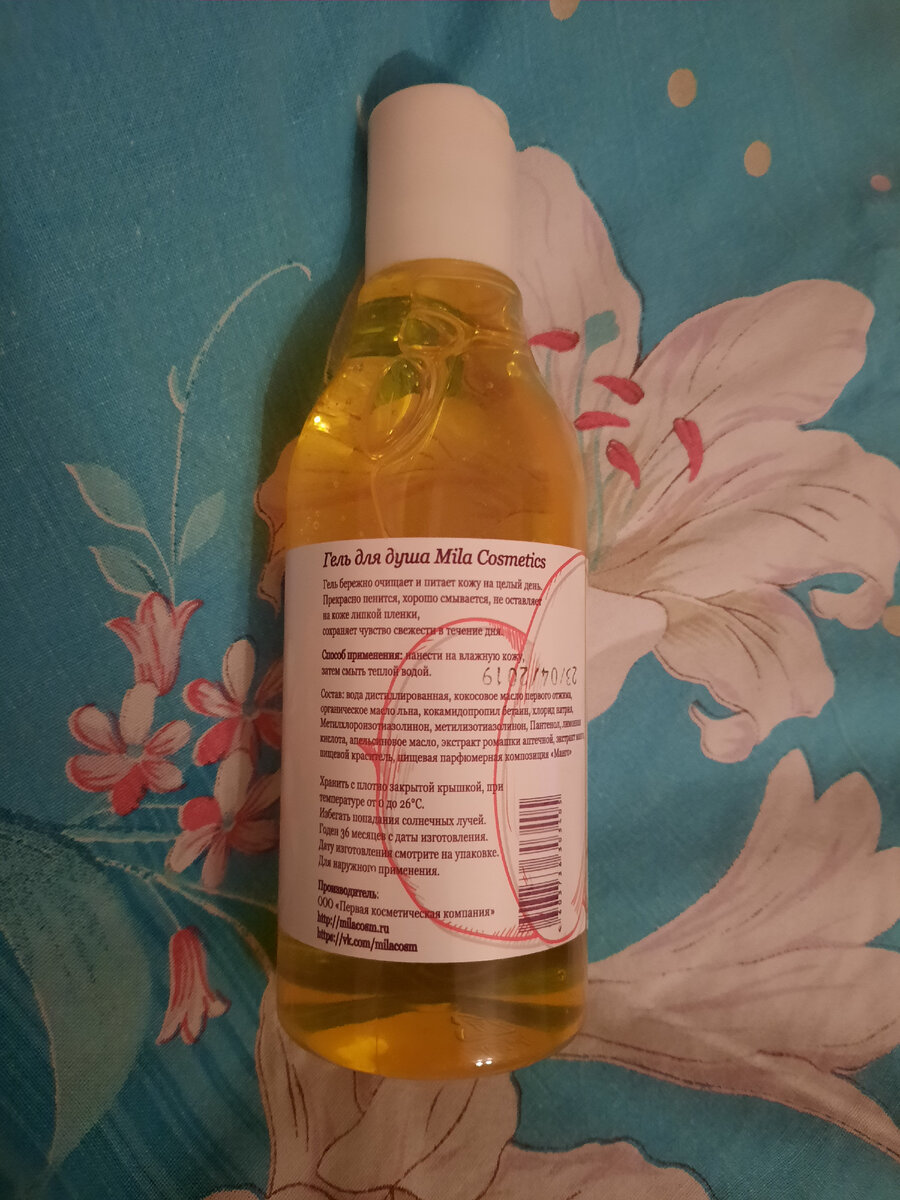 Гель для душа Mila Cosmetics
Гель бережно очищает и питает кожу на целый день.
Прекрасно пенится, хорошо смывается, не оставляет
на коже липкой пленки,
сохраняет чувство свежести в течение дня.
Способ применения: нанести на влажную кожу,
затем смыть теплой водой.
23/04/2019
Состав: вода дистиллированная, кокосовое масло первого отжима,
органическое масло льна, кокамидопропил бетаин, хлорид натрия,
Метилхлороизотиазолинон, метилизотиазолинон, Пантенол, лимонная
кислота, апельсиновое масло, экстракт ромашки аптечной, экстракт
пищевой краситель, пищевая парфюмерная композиция «Манго»
Хранить с плотно закрытой крышкой, при
температуре от 0 до 26°C.
Избегать попадания солнечных лучей.
Годен 36 месяцев с даты изготовления.
Дату изготовления смотрите на упаковке.
Для наружного применения.
Производитель:
ООО «Первая косметическая компания»
http://milacosm.ru
https://vk.com/milacosm